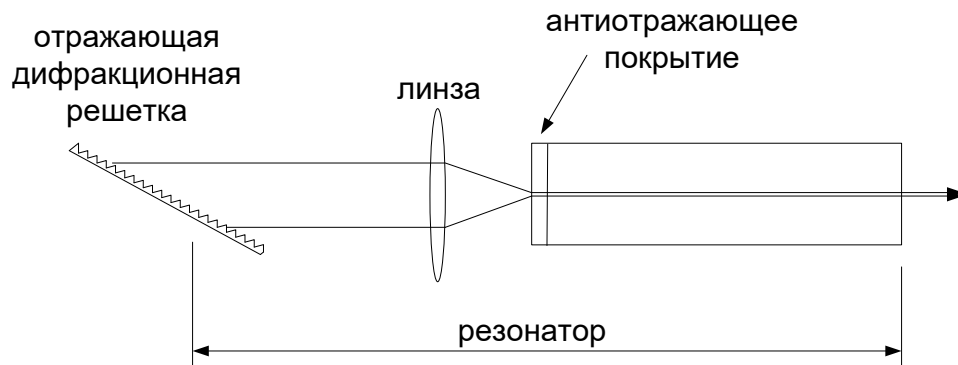 отражающая
дифракционная
решетка
линза
антиотражающее
покрытие
резонатор